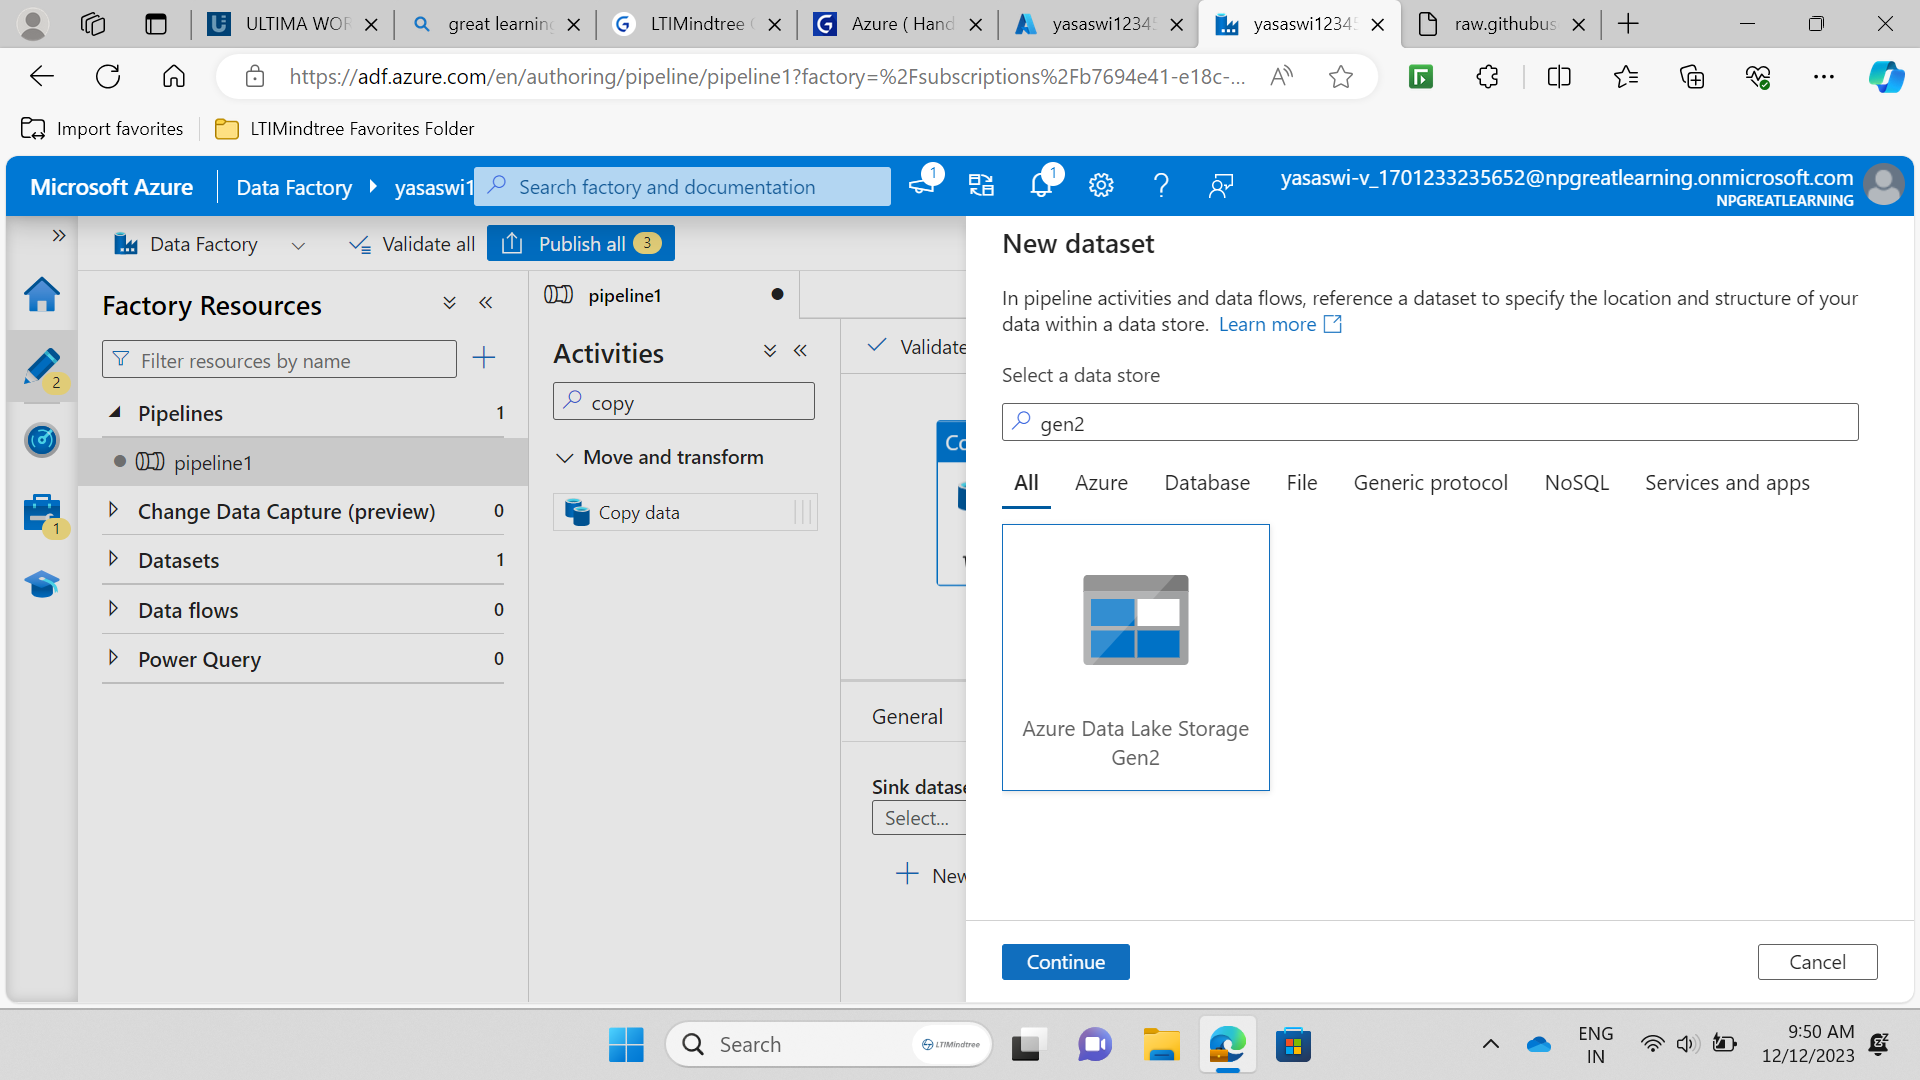 ULTIMA WOR
great learning
LTIMindtree
Azure ( Hand
yasaswi1234
yasaswi1234
raw.githubus
https://adf.azure.com/en/authoring/pipeline/pipeline1?factory=%2Fsubscriptions%2Fb7694e41-e18c-...
Import favorites
LTIMindtree Favorites Folder
Microsoft Azure
Data Factory
yasaswi1
Search factory and documentation
1
1
yasaswi-v_1701233235652@npgreatlearning.onmicrosoft.com
NPGREATLEARNING
Data Factory
Validate all
Publish all 3
Factory Resources
Filter resources by name
Pipelines 1
pipeline1
Change Data Capture (preview) 0
Datasets 1
Data flows 0
Power Query 0
2
1
pipeline1
Activities
copy
Move and transform
Copy data
Validate
Co
General
Sink datase
Select...
New
New dataset
In pipeline activities and data flows, reference a dataset to specify the location and structure of your
data within a data store. Learn more
Select a data store
gen2
All Azure Database File Generic protocol NoSQL Services and apps
Azure Data Lake Storage
Gen2
Continue
Cancel
Search
LTIMindtree
ENG
IN
9:50 AM
12/12/2023